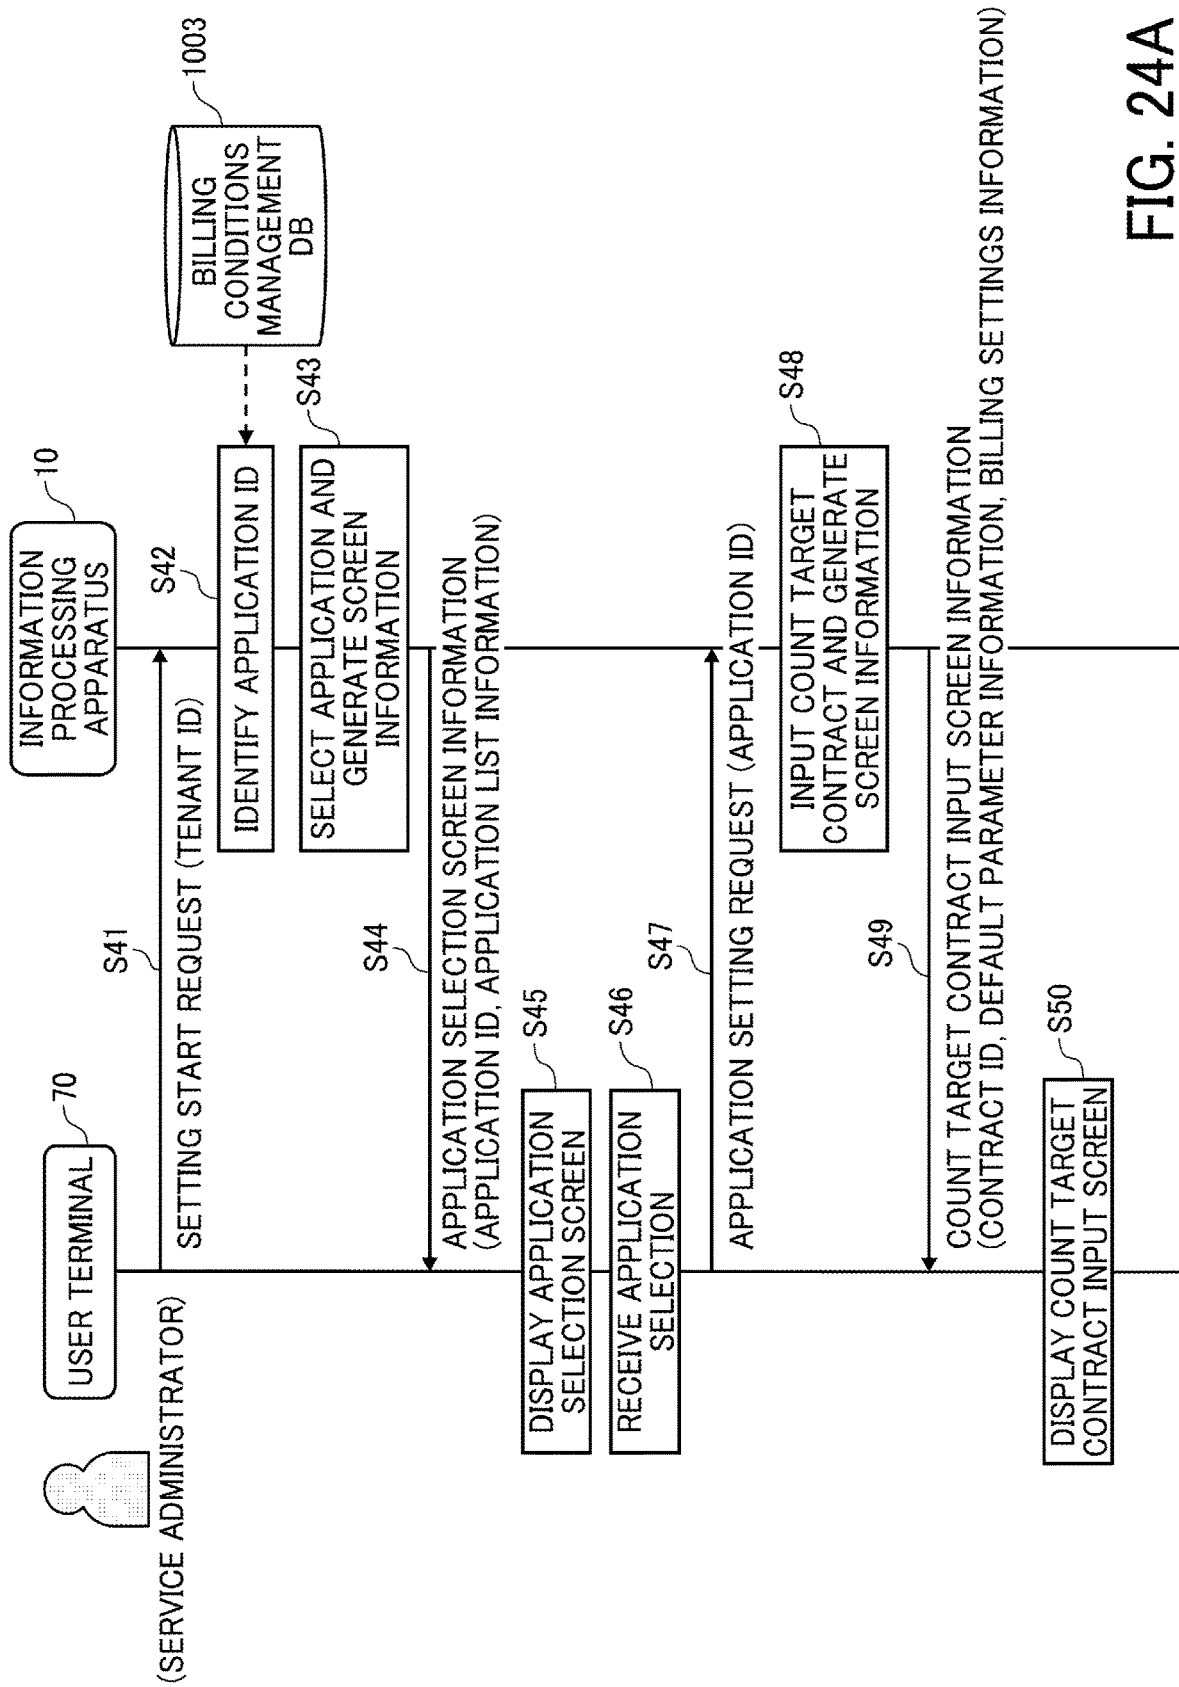 (SERVICE ADMINISTRATOR)
USER TERMINAL
70
INFORMATION
PROCESSING
APPARATUS
10
BILLING
CONDITIONS
MANAGEMENT
DB
1003
S41
SETTING START REQUEST (TENANT ID)
S42
IDENTIFY APPLICATION ID
S43
SELECT APPLICATION AND
GENERATE SCREEN
INFORMATION
S44
APPLICATION SELECTION SCREEN INFORMATION
(APPLICATION ID, APPLICATION LIST INFORMATION)
S45
DISPLAY APPLICATION
SELECTION SCREEN
S46
RECEIVE APPLICATION
SELECTION
S47
APPLICATION SETTING REQUEST (APPLICATION ID)
S48
INPUT COUNT TARGET
CONTRACT AND GENERATE
SCREEN INFORMATION
S49
COUNT TARGET CONTRACT INPUT SCREEN INFORMATION
(CONTRACT ID, DEFAULT PARAMETER INFORMATION, BILLING SETTINGS INFORMATION)
S50
DISPLAY COUNT TARGET
CONTRACT INPUT SCREEN
FIG. 24A